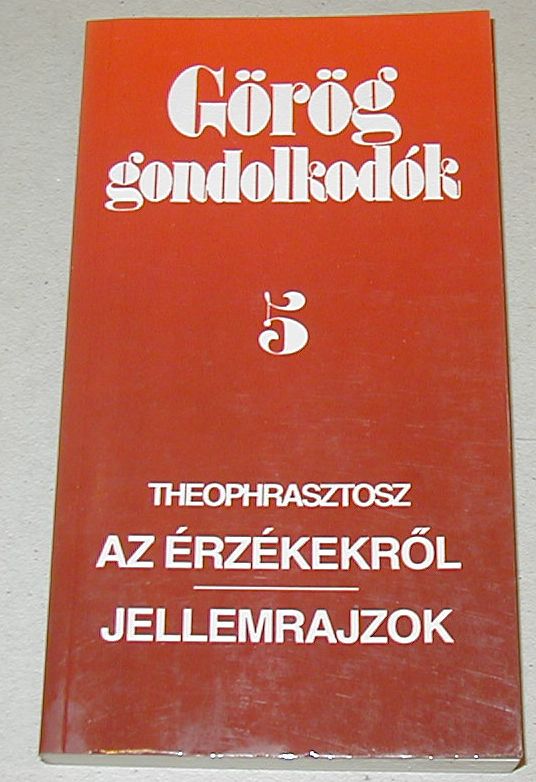 Görög
gondolkodók
5
THEOPHRASZTOSZ
AZ ÉRZÉKEKRŐL
JELLEMRAJZOK